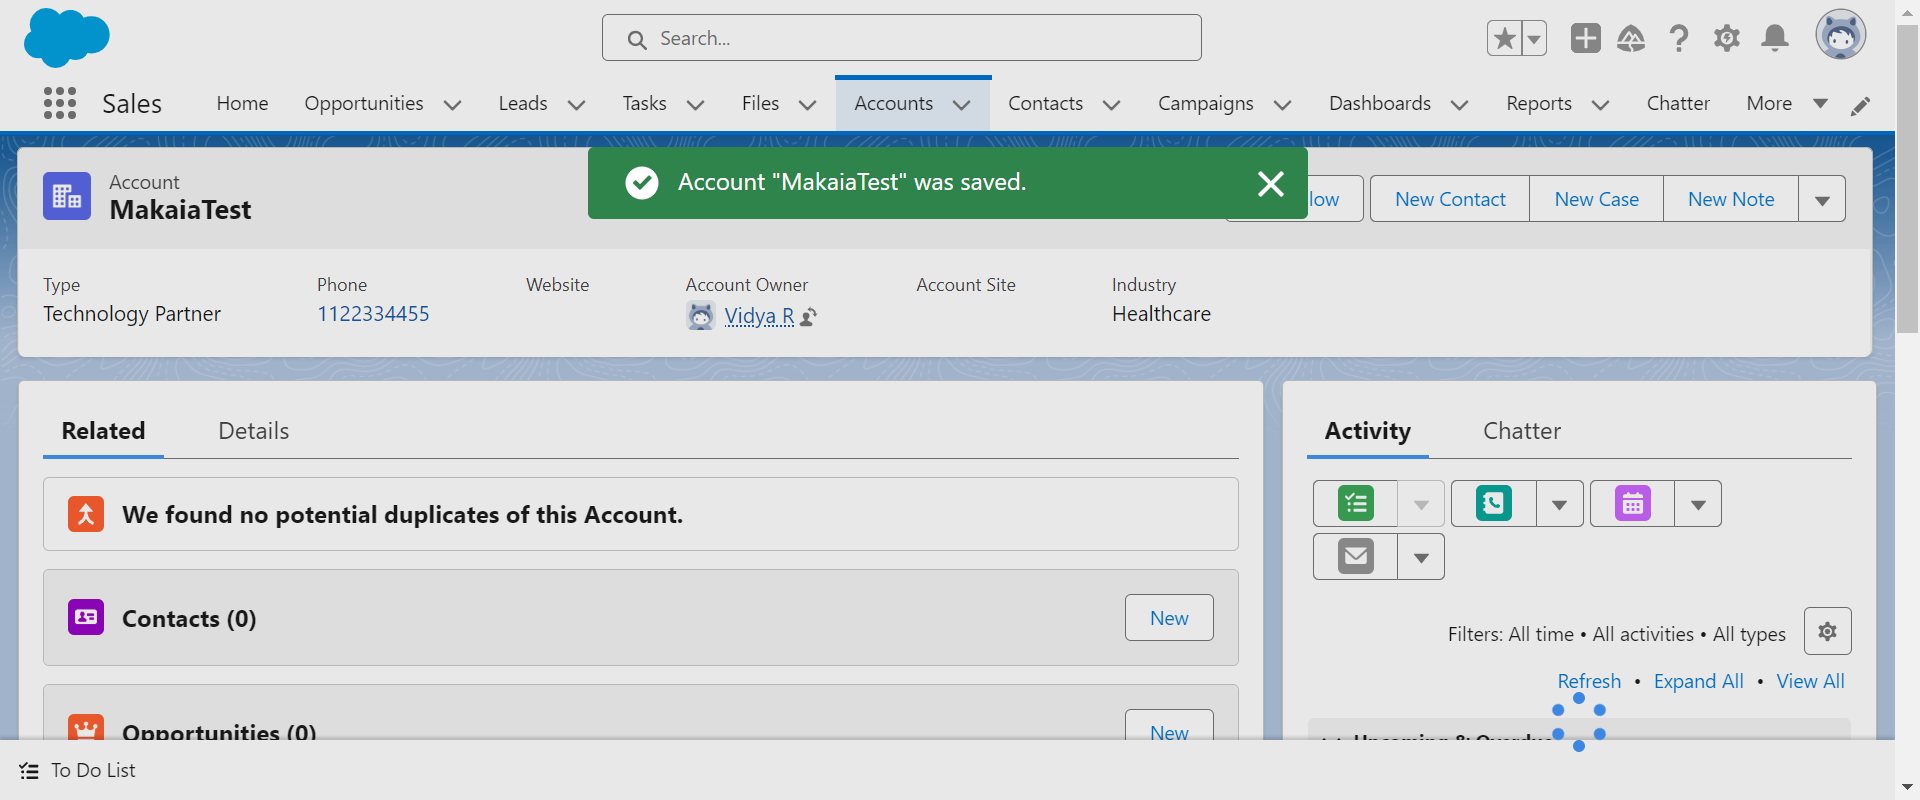 Search...
Sales
Home
Opportunities
Leads
Tasks
Files
Accounts
Contacts
Campaigns
Dashboards
Reports
Chatter
More
Account "MakaiaTest" was saved.
Account
MakaiaTest
New Contact
New Case
New Note
Type
Technology Partner
Phone
1122334455
Website
Account Owner
Vidya R
Account Site
Industry
Healthcare
Related
Details
We found no potential duplicates of this Account.
Contacts (0)
New
Opportunities (0)
New
Activity
Chatter
Filters: All time • All activities • All types
Refresh • Expand All • View All
Upcoming & Overdue
To Do List